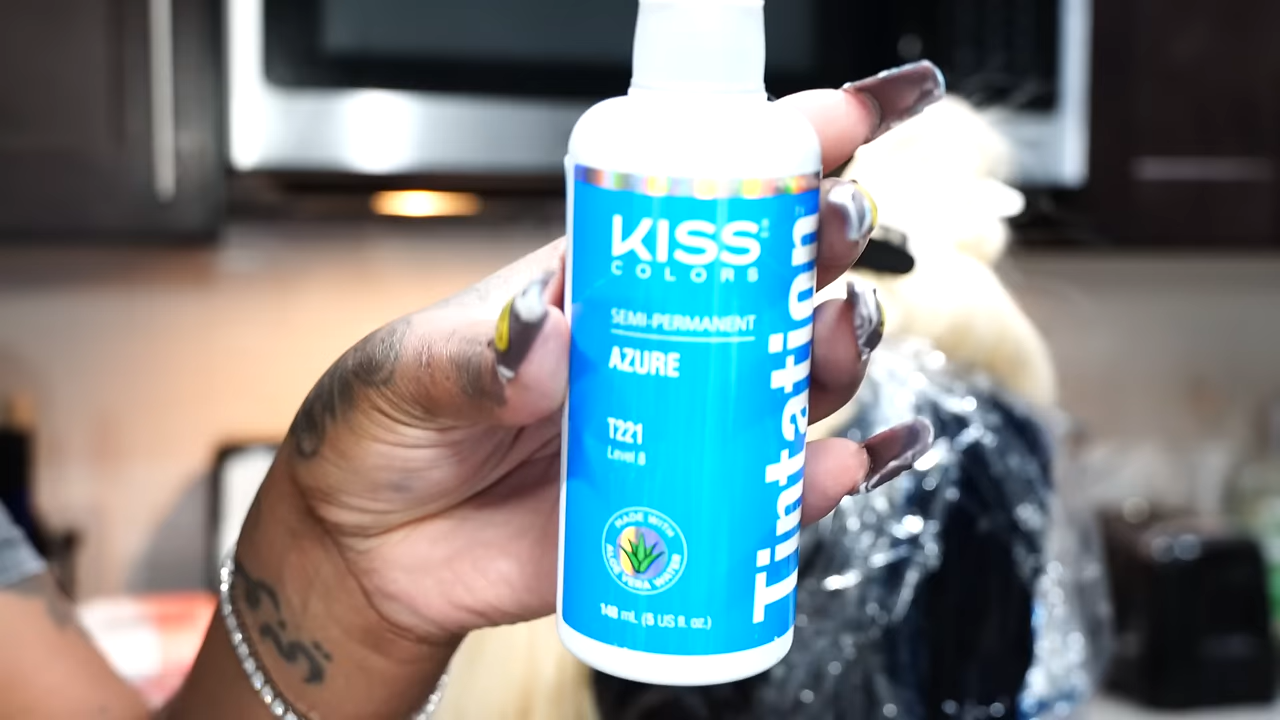 KISS
COLORS
SEMI-PERMANENT
AZURE
T221
Level 8
MADE WITH
ALOE VERA WATER
148 mL (5 US fl. oz.)
Tintation